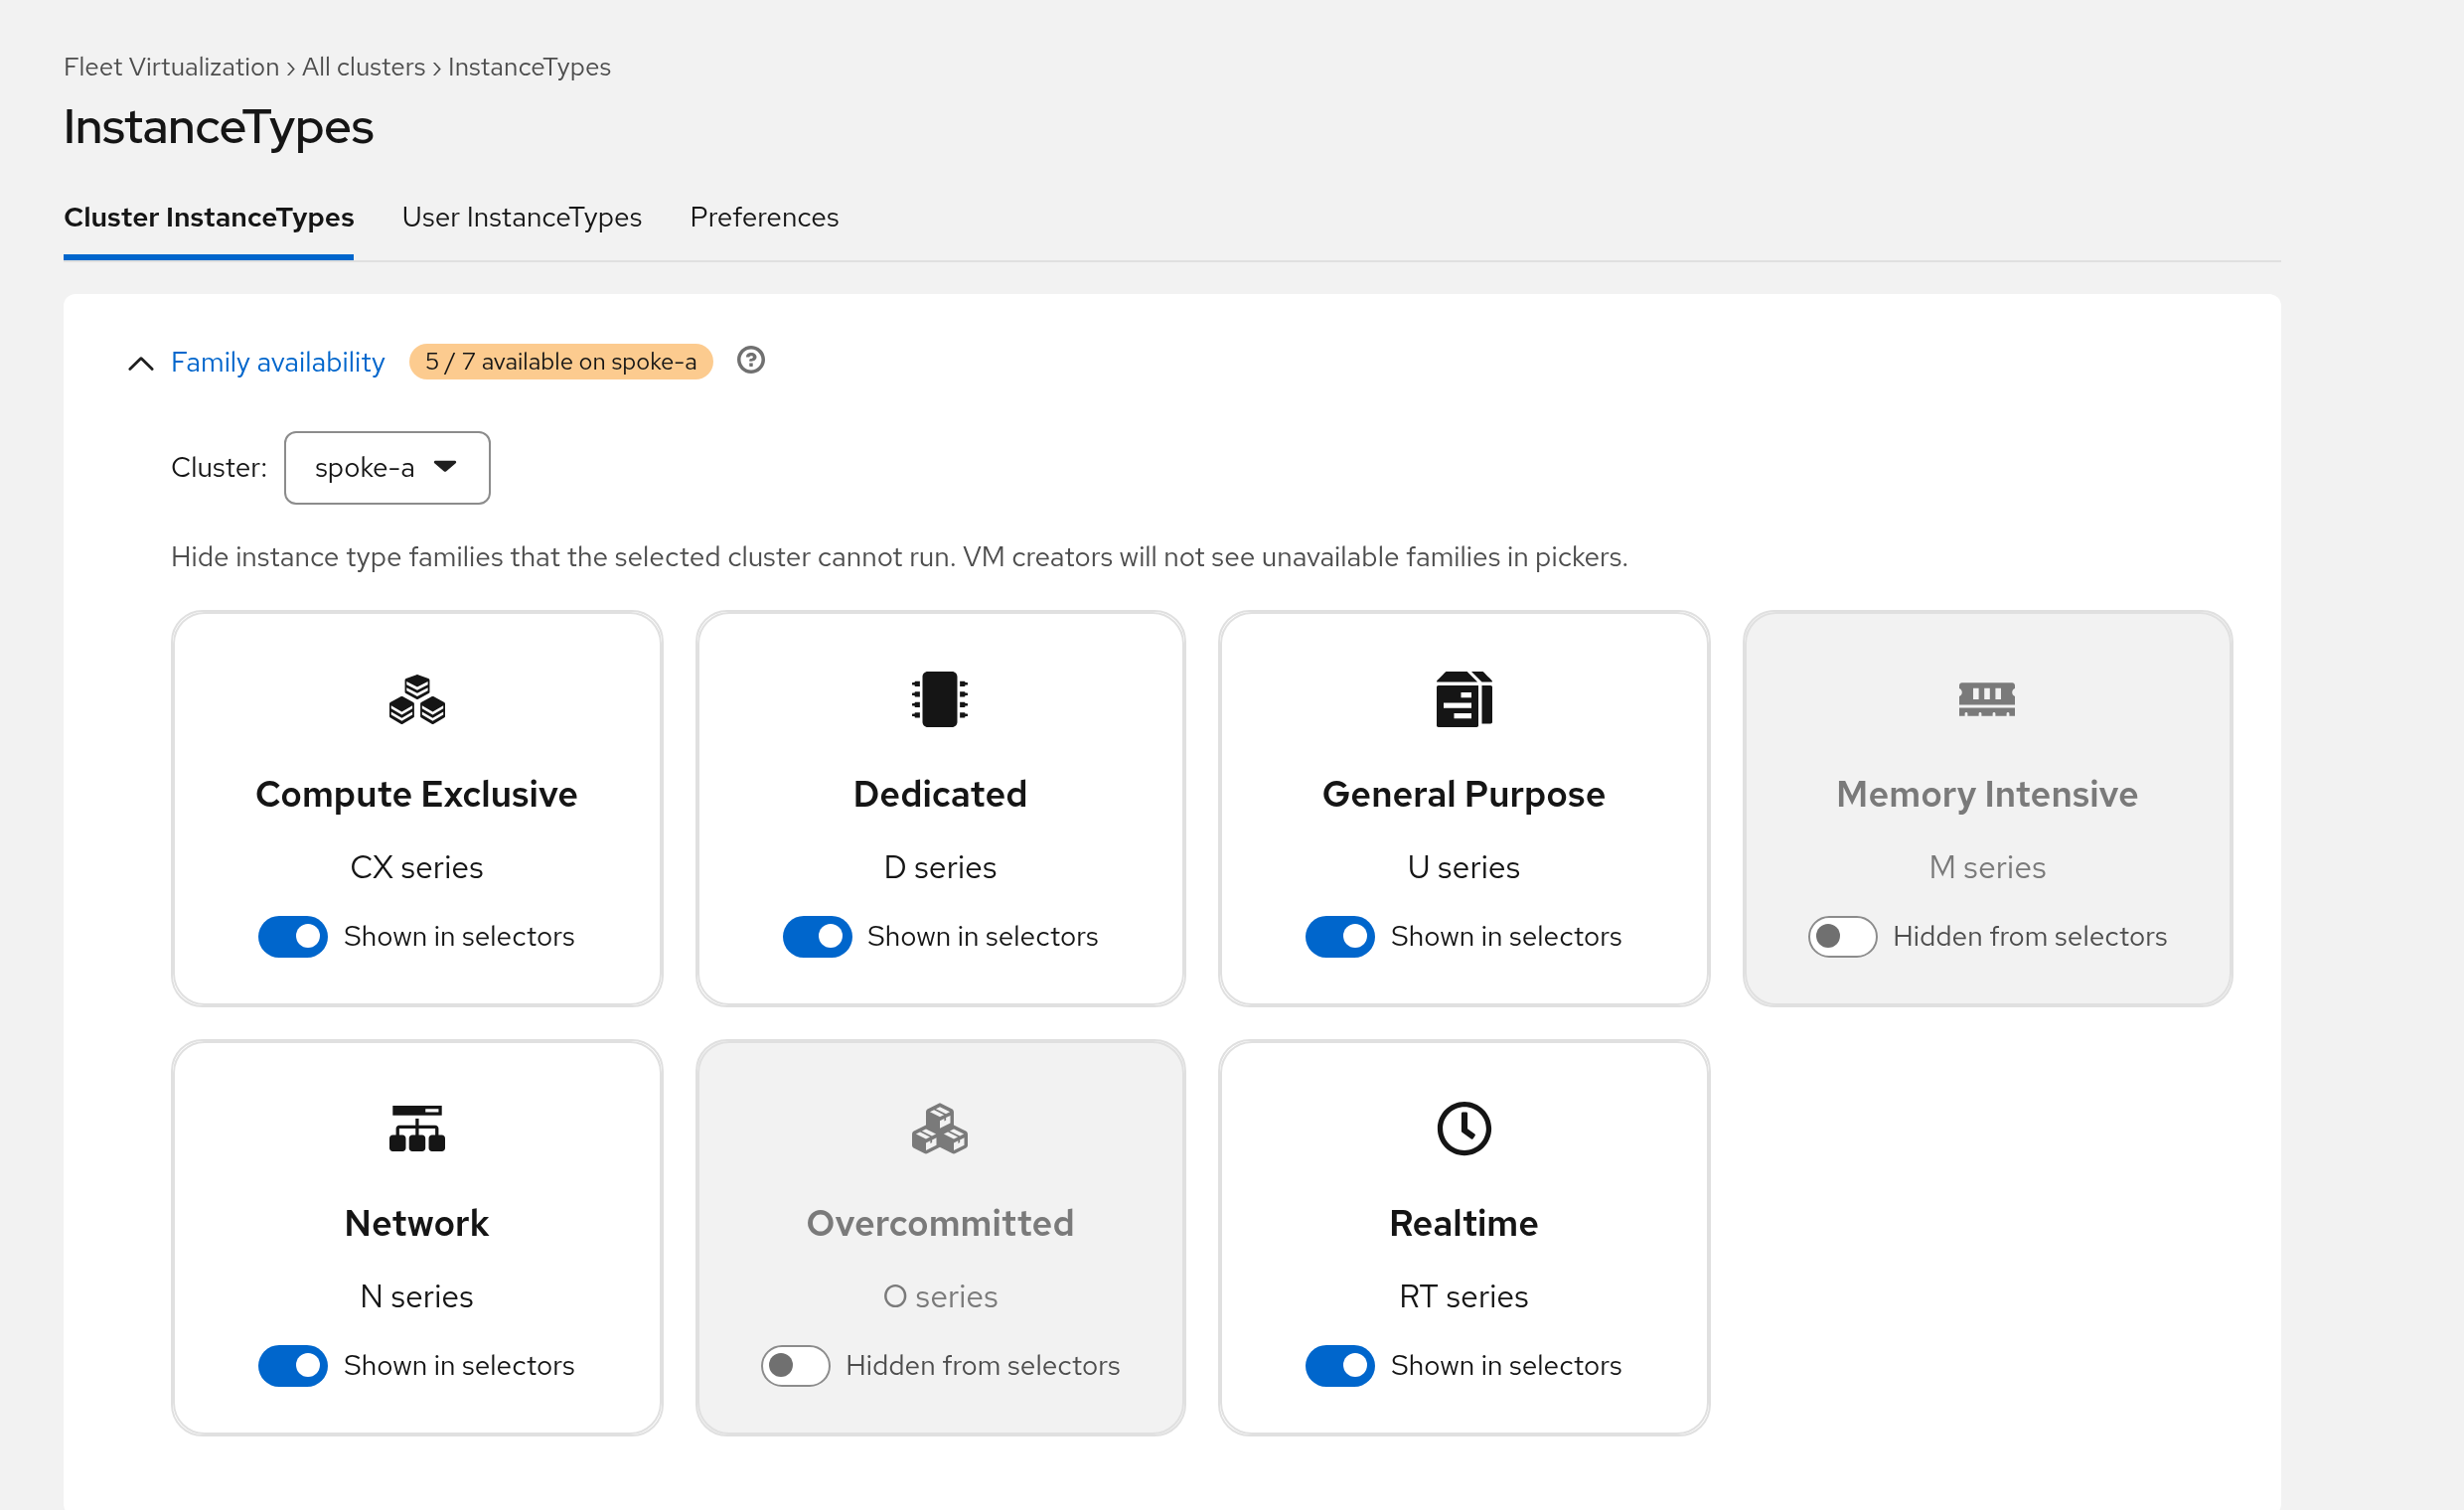 Fleet Virtualization › All clusters › InstanceTypes
InstanceTypes
Cluster InstanceTypes User InstanceTypes Preferences
Family availability 5 / 7 available on spoke-a
Cluster: spoke-a
Hide instance type families that the selected cluster cannot run. VM creators will not see unavailable families in pickers.
Compute Exclusive
CX series
Shown in selectors
Dedicated
D series
Shown in selectors
General Purpose
U series
Shown in selectors
Memory Intensive
M series
Hidden from selectors
Network
N series
Shown in selectors
Overcommitted
O series
Hidden from selectors
Realtime
RT series
Shown in selectors